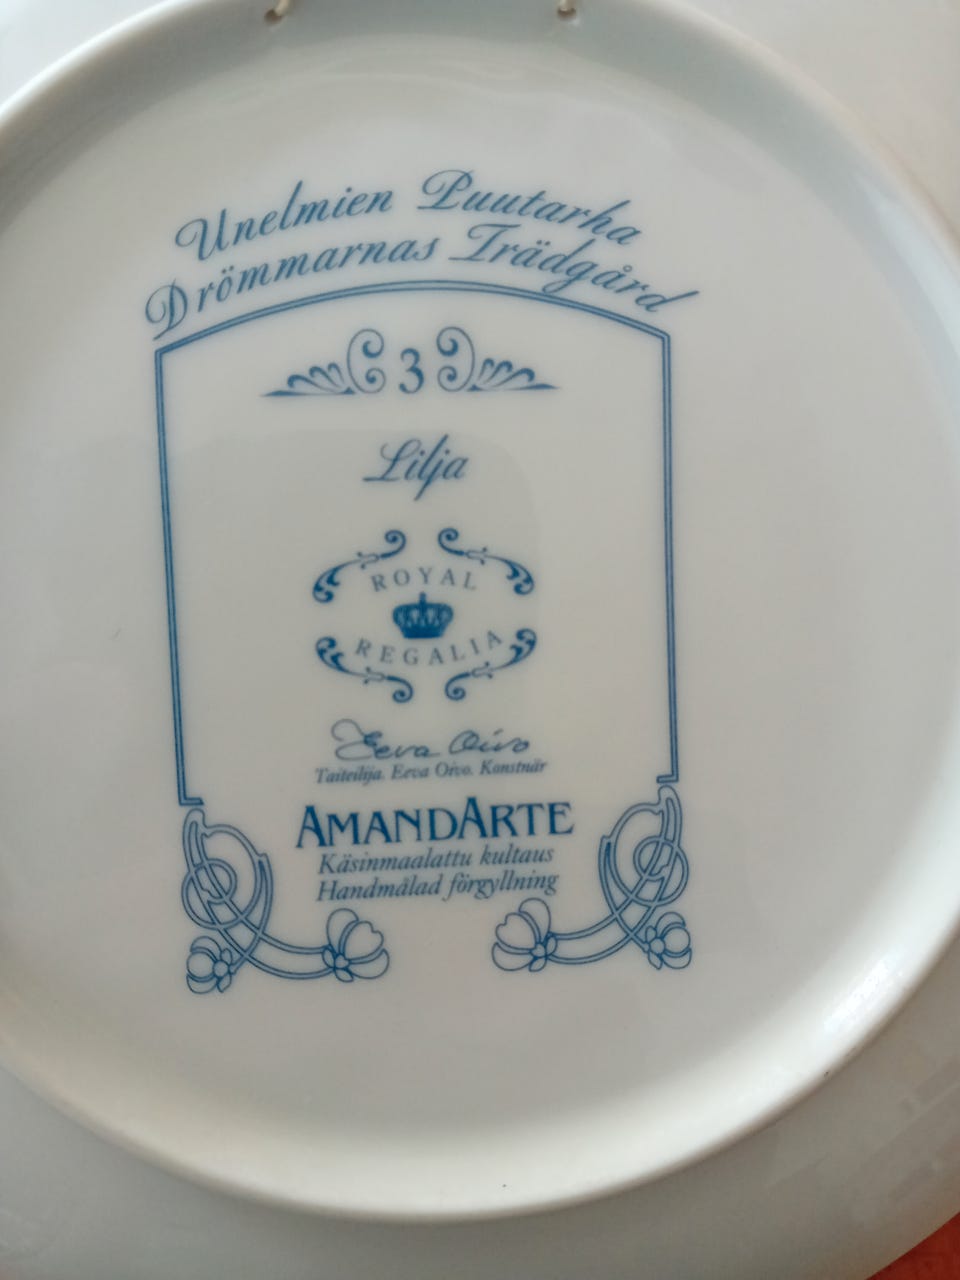 Unelmien Puutarha
Drömmarnas Trädgård
3
Lilja
ROYAL
REGALIA
Eeva Oivo
Taiteilija. Eeva Oivo. Konstnär
AMANDARTE
Käsinmaalattu kultaus
Handmålad förgyllning